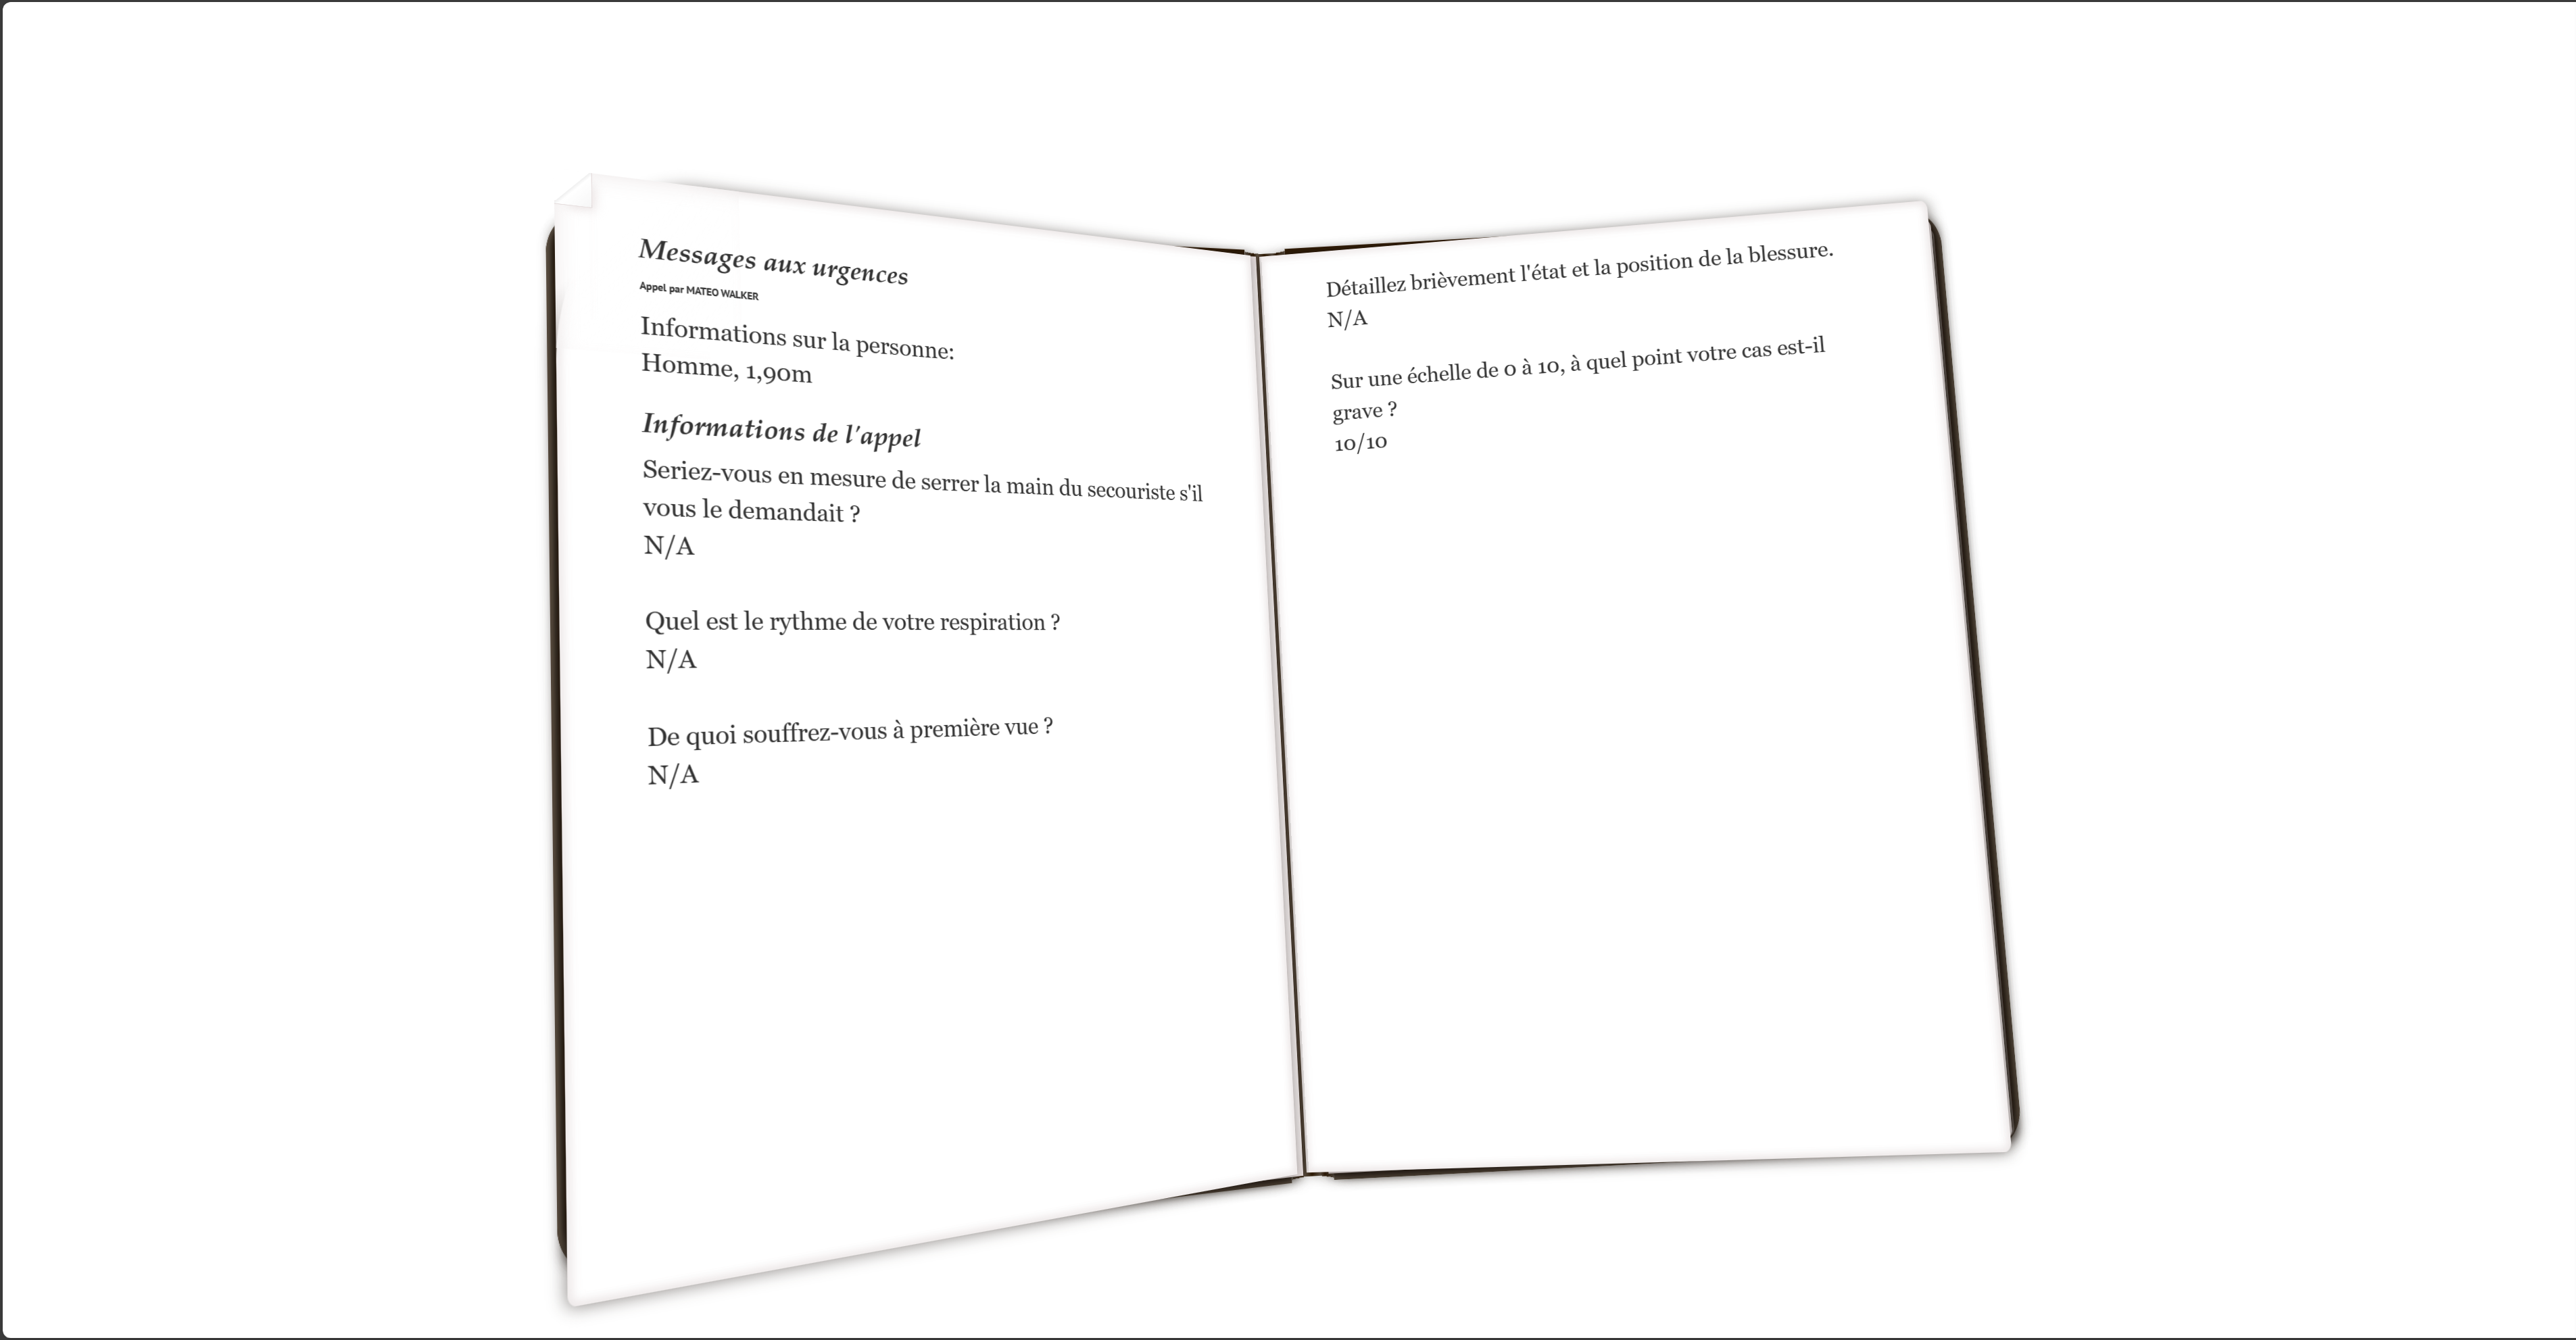 Messages aux urgences
Appel par MATEO WALKER
Informations sur la personne:
Homme, 1,90m
Informations de l'appel
Seriez-vous en mesure de serrer la main du secouriste s'il
vous le demandait ?
N/A
Quel est le rythme de votre respiration ?
N/A
De quoi souffrez-vous à première vue ?
N/A
Détaillez brièvement l'état et la position de la blessure.
N/A
Sur une échelle de 0 à 10, à quel point votre cas est-il
grave ?
10/10